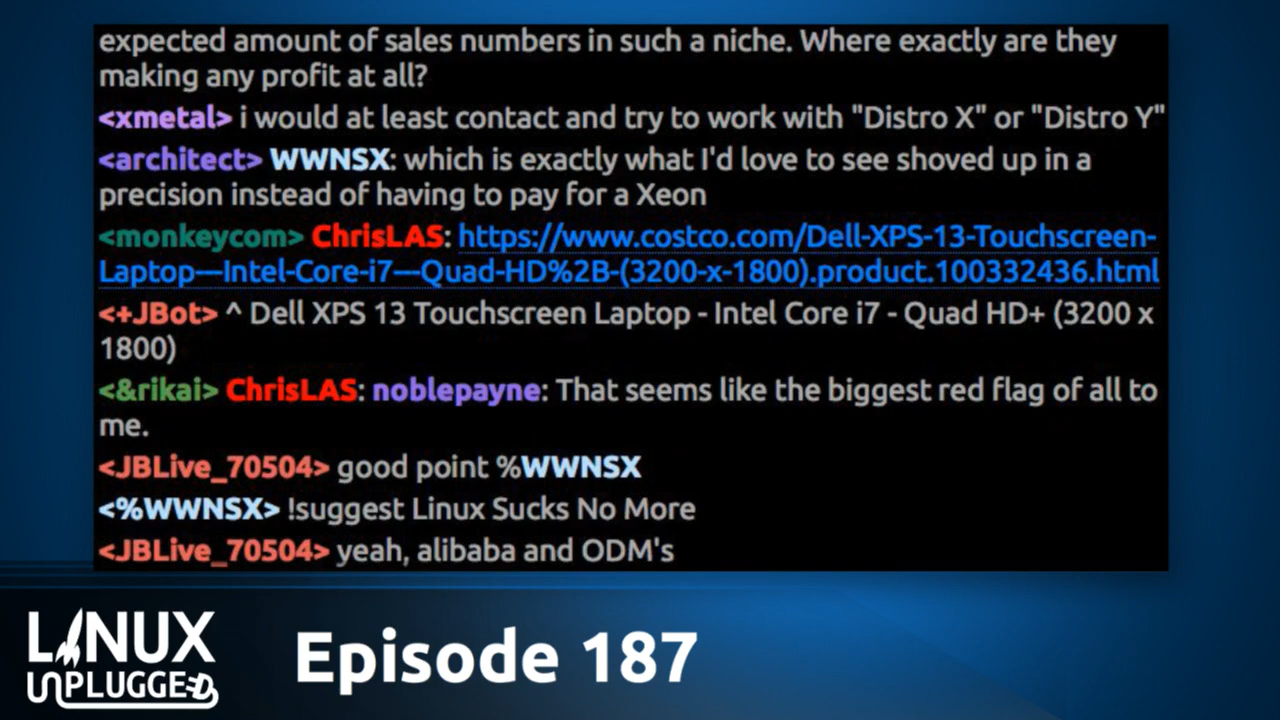 expected amount of sales numbers in such a niche. Where exactly are they
making any profit at all?
<xmetal> i would at least contact and try to work with "Distro X" or "Distro Y"
<architect> WWNSX: which is exactly what I'd love to see shoved up in a
precision instead of having to pay for a Xeon
<monkeycom> ChrisLAS: https://www.costco.com/Dell-XPS-13-Touchscreen-
Laptop---Intel-Core-i7---Quad-HD%2B-(3200-x-1800).product.100332436.html
<+JBot> ^ Dell XPS 13 Touchscreen Laptop - Intel Core i7 - Quad HD+ (3200 x
1800)
<&rikai> ChrisLAS: noblepayne: That seems like the biggest red flag of all to
me.
<JBLive_70504> good point %WWNSX
<%WWNSX> !suggest Linux Sucks No More
<JBLive_70504> yeah, alibaba and ODM's
LINUX
UNPLUGGED
Episode 187